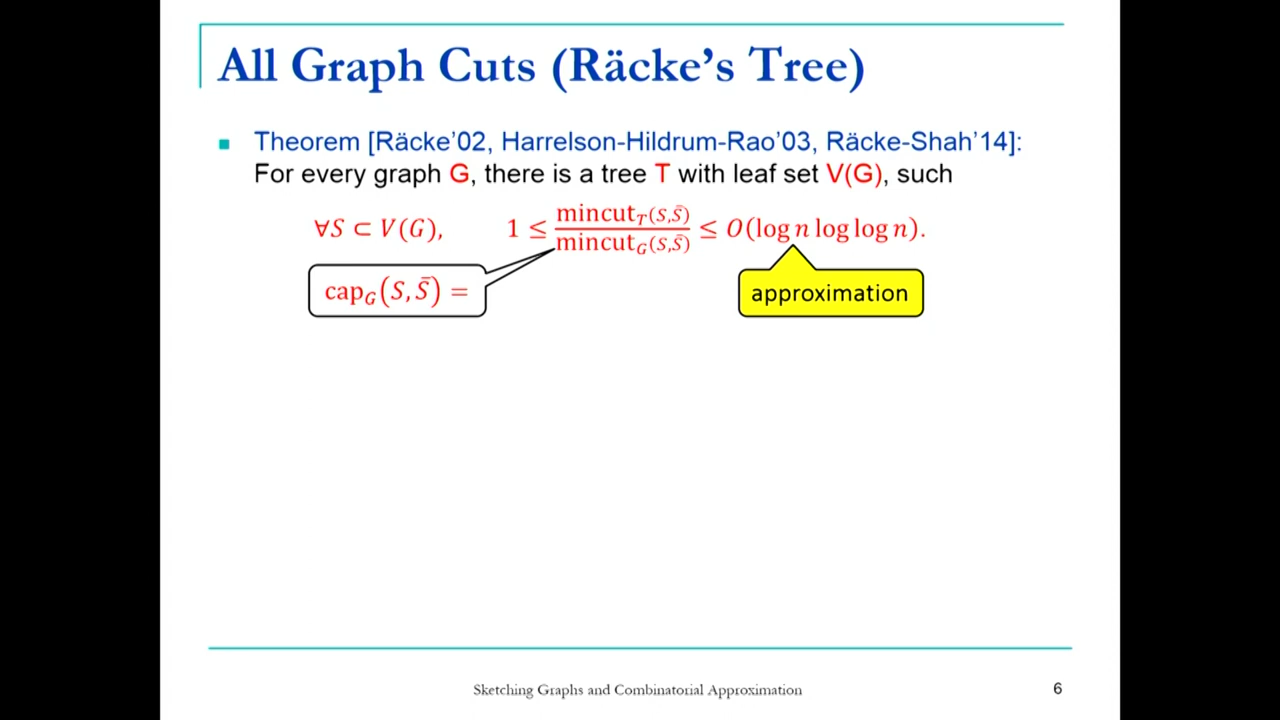 All Graph Cuts (Räcke's Tree)
Theorem [Räcke'02, Harrelson-Hildrum-Rao'03, Räcke-Shah'14]:
For every graph G, there is a tree T with leaf set V(G), such
∀S ⊂ V(G), 1 ≤ mincut_T(S,S̄) / mincut_G(S,S̄) ≤ O(log n log log n).
cap_G(S, S̄) =
approximation
Sketching Graphs and Combinatorial Approximation
6